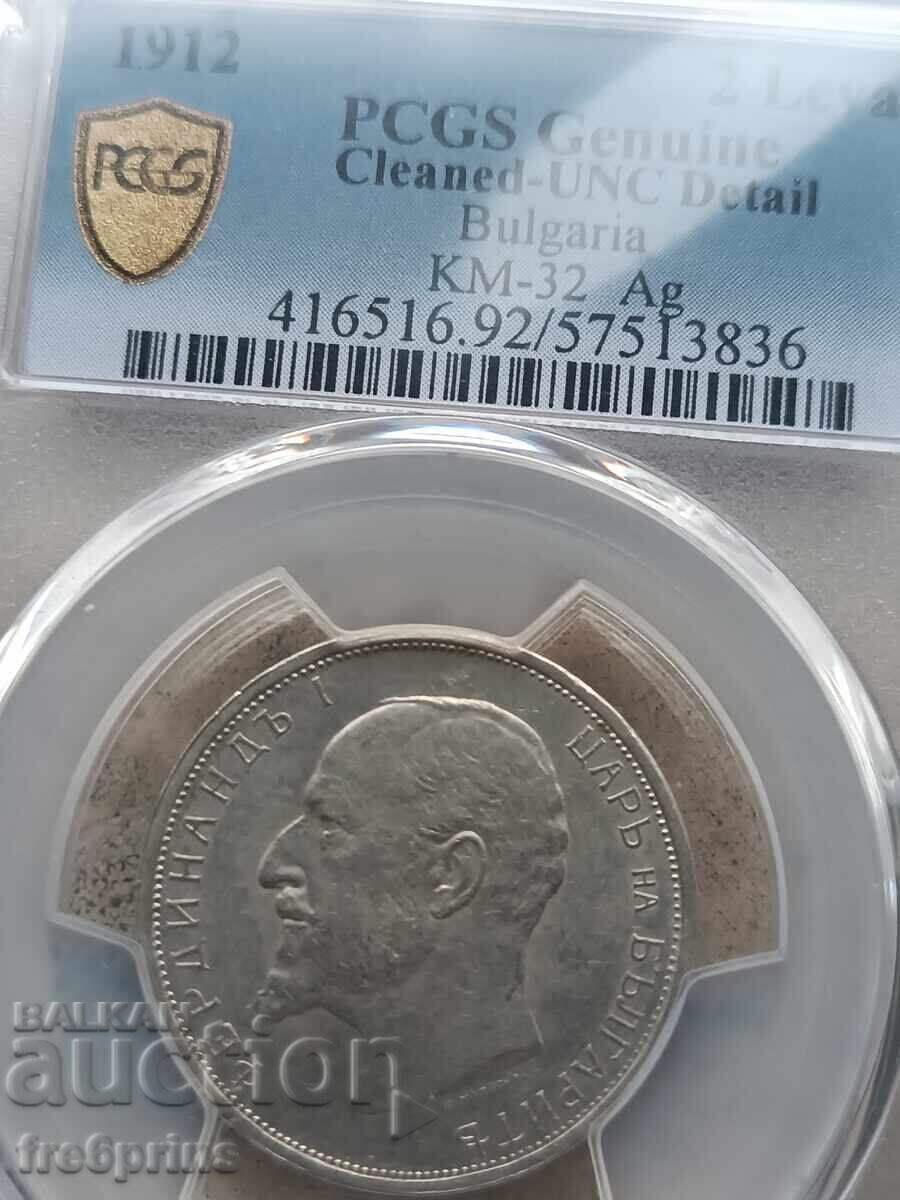 1912
2 Leva
PCGS
PCGS Genuine
Cleaned-UNC Detail
Bulgaria
KM-32 Ag
416516.92/57513836
ФЕРДИНАНДЪ I
ЦАРЬ НА БЪЛГАРИТѢ
BALKAN
auction
fre6prins